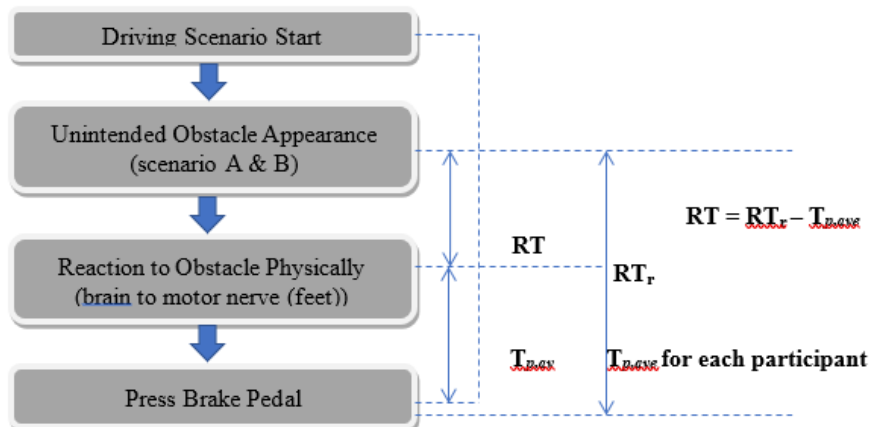 Driving Scenario Start
Unintended Obstacle Appearance
(scenario A & B)
RT = RTr – Tp,ave
RT
Reaction to Obstacle Physically
(brain to motor nerve (feet))
RTr
Tp,av
Tp,ave for each participant
Press Brake Pedal